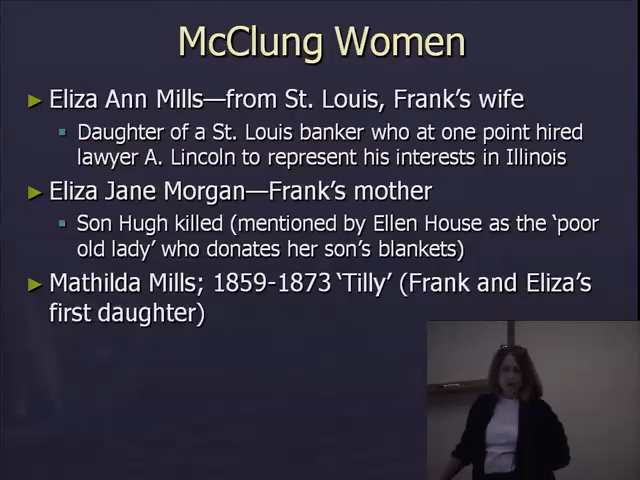 McClung Women
Eliza Ann Mills—from St. Louis, Frank's wife
Daughter of a St. Louis banker who at one point hired
lawyer A. Lincoln to represent his interests in Illinois
Eliza Jane Morgan—Frank's mother
Son Hugh killed (mentioned by Ellen House as the 'poor
old lady' who donates her son's blankets)
Mathilda Mills; 1859-1873 'Tilly' (Frank and Eliza's
first daughter)